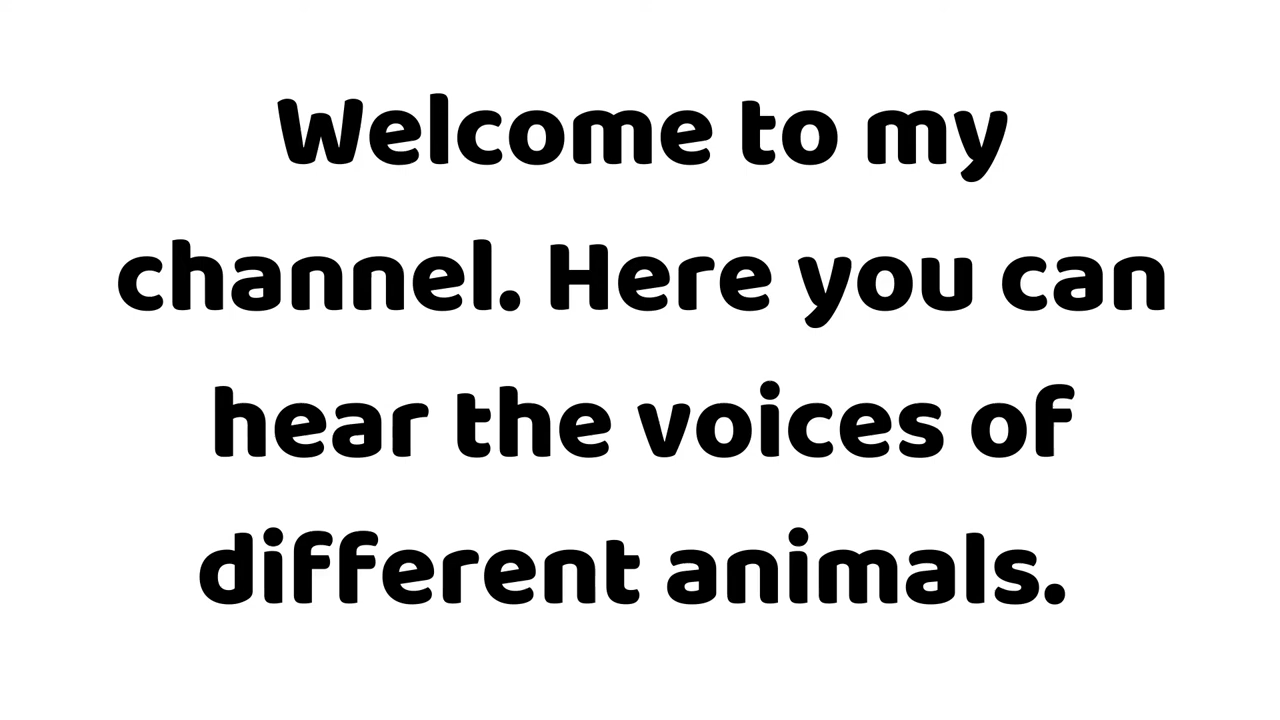 Welcome to my
channel. Here you can
hear the voices of
different animals.